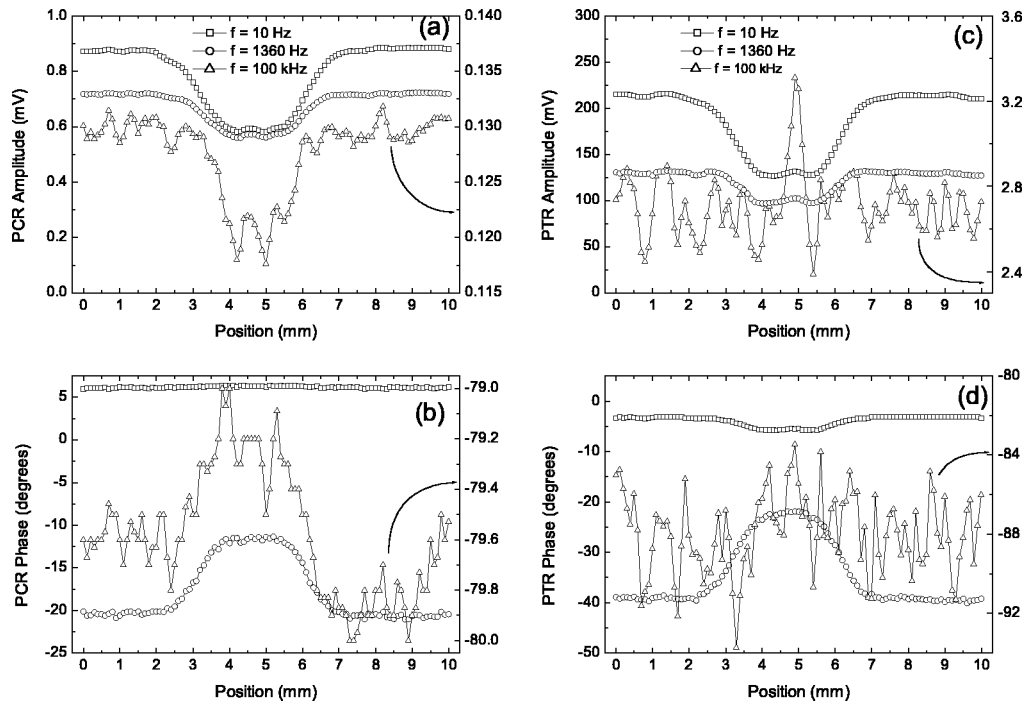 (a)
f = 10 Hz
f = 1360 Hz
f = 100 kHz
PCR Amplitude (mV)
1.0
0.8
0.6
0.4
0.2
0.0
0.140
0.135
0.130
0.125
0.120
0.115
0 1 2 3 4 5 6 7 8 9 10
Position (mm)
(c)
f = 10 Hz
f = 1360 Hz
f = 100 kHz
PTR Amplitude (mV)
300
250
200
150
100
50
0
3.6
3.2
2.8
2.4
0 1 2 3 4 5 6 7 8 9 10
Position (mm)
(b)
PCR Phase (degrees)
5
0
-5
-10
-15
-20
-25
-79.0
-79.2
-79.4
-79.6
-79.8
-80.0
0 1 2 3 4 5 6 7 8 9 10
Position (mm)
(d)
PTR Phase (degrees)
0
-10
-20
-30
-40
-50
-80
-84
-88
-92
0 1 2 3 4 5 6 7 8 9 10
Position (mm)